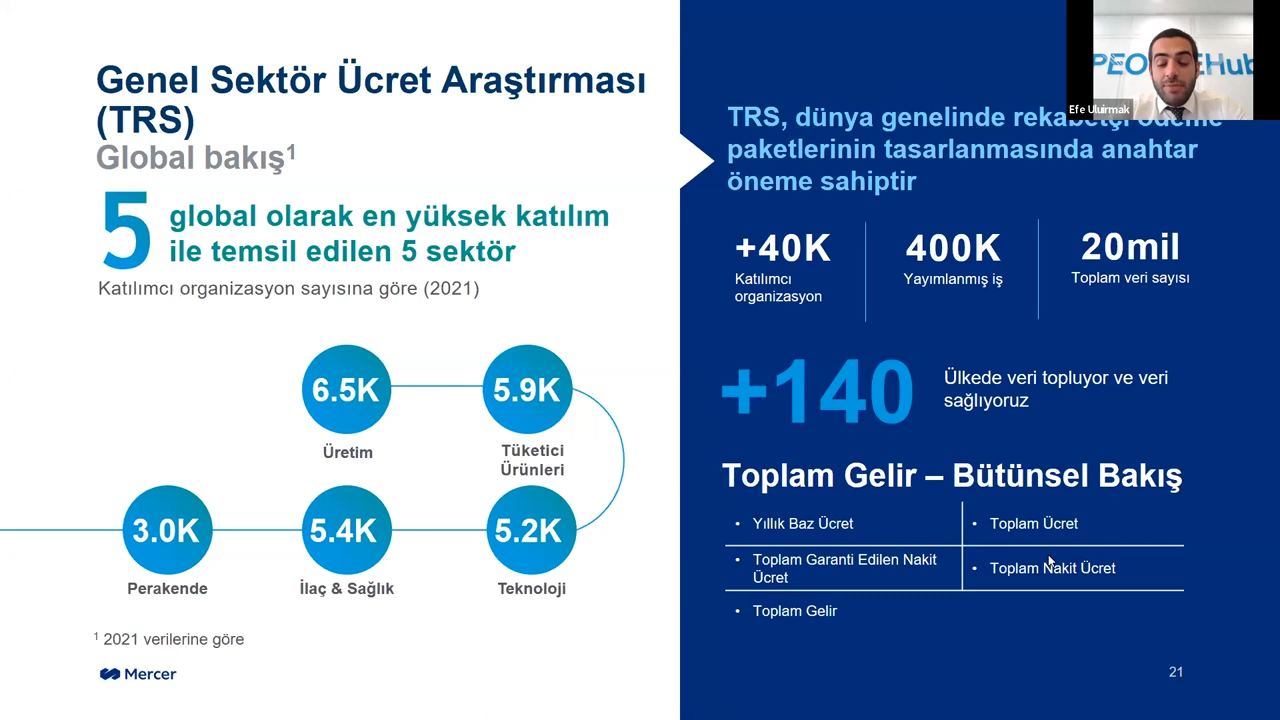 Genel Sektör Ücret Araştırması
(TRS)
Global bakış¹
5
global olarak en yüksek katılım
ile temsil edilen 5 sektör
Katılımcı organizasyon sayısına göre (2021)
6.5K
5.9K
Üretim
Tüketici
Ürünleri
3.0K
5.4K
5.2K
Perakende
İlaç & Sağlık
Teknoloji
¹ 2021 verilerine göre
Mercer
Efe Uluirmak
TRS, dünya genelinde rekabetçi ödeme
paketlerinin tasarlanmasında anahtar
öneme sahiptir
+40K
Katılımcı
organizasyon
400K
Yayımlanmış iş
20mil
Toplam veri sayısı
+140
Ülkede veri topluyor ve veri
sağlıyoruz
Toplam Gelir – Bütünsel Bakış
• Yıllık Baz Ücret
• Toplam Ücret
• Toplam Garanti Edilen Nakit
Ücret
• Toplam Nakit Ücret
• Toplam Gelir
21